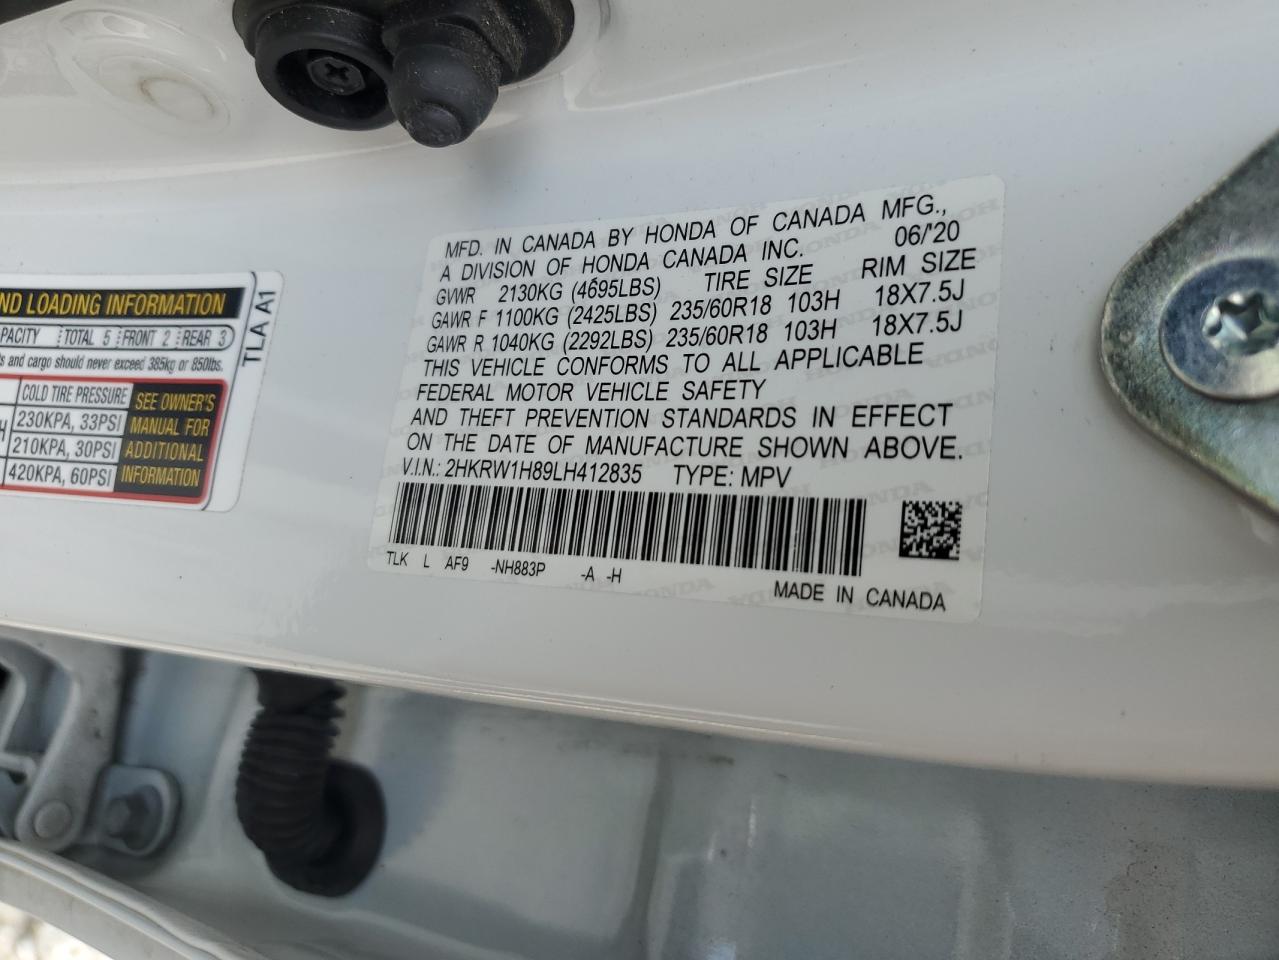 MFD. IN CANADA BY HONDA OF CANADA MFG.,
A DIVISION OF HONDA CANADA INC. 06/'20
GVWR 2130KG (4695LBS) TIRE SIZE RIM SIZE
GAWR F 1100KG (2425LBS) 235/60R18 103H 18X7.5J
GAWR R 1040KG (2292LBS) 235/60R18 103H 18X7.5J
THIS VEHICLE CONFORMS TO ALL APPLICABLE
FEDERAL MOTOR VEHICLE SAFETY
AND THEFT PREVENTION STANDARDS IN EFFECT
ON THE DATE OF MANUFACTURE SHOWN ABOVE.
V.I.N.: 2HKRW1H89LH412835 TYPE: MPV
TLK L AF9 -NH883P -A -H
MADE IN CANADA
ND LOADING INFORMATION
PACITY TOTAL 5 FRONT 2 REAR 3
ts and cargo should never exceed 385kg or 850lbs.
COLD TIRE PRESSURE
230KPA, 33PSI
210KPA, 30PSI
420KPA, 60PSI
SEE OWNER'S
MANUAL FOR
ADDITIONAL
INFORMATION
TLA A1